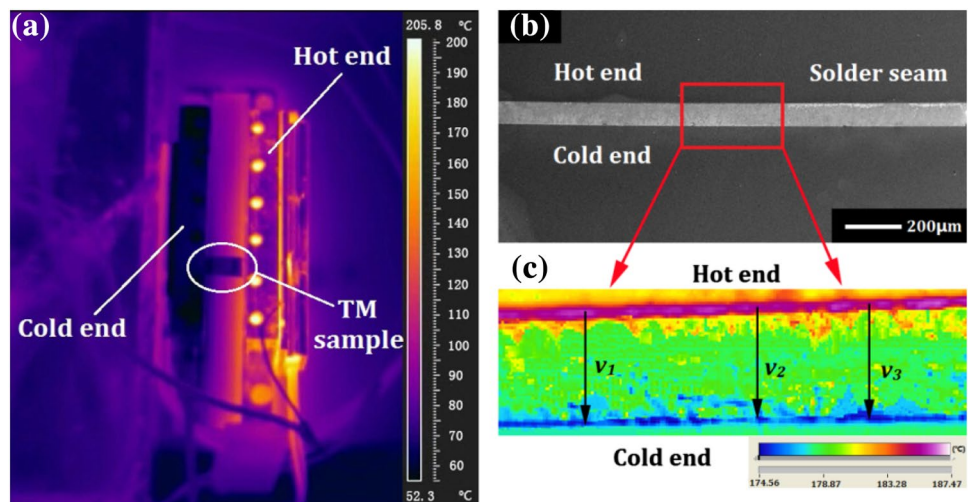 (a)
205.8 ℃
℃
200
190
180
170
160
150
140
130
120
110
100
90
80
70
60
52.3 ℃
Hot end
Cold end
TM
sample
(b)
Hot end
Solder seam
Cold end
200μm
(c)
Hot end
v₁
v₂
v₃
Cold end
(℃)
174.56 178.87 183.28 187.47